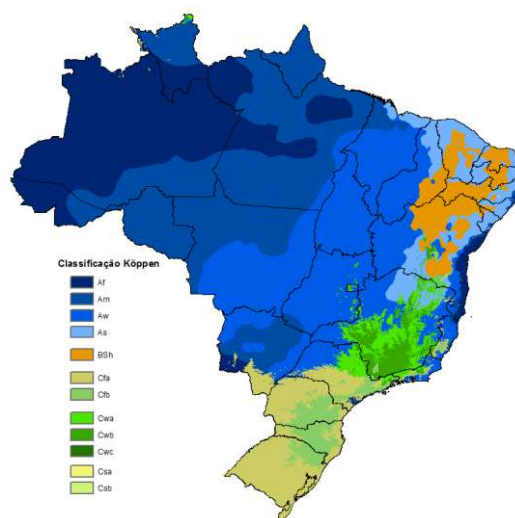 Classificação Köppen
Af
Am
Aw
As
BSh
Cfa
Cfb
Cwa
Cwb
Cwc
Csa
Csb